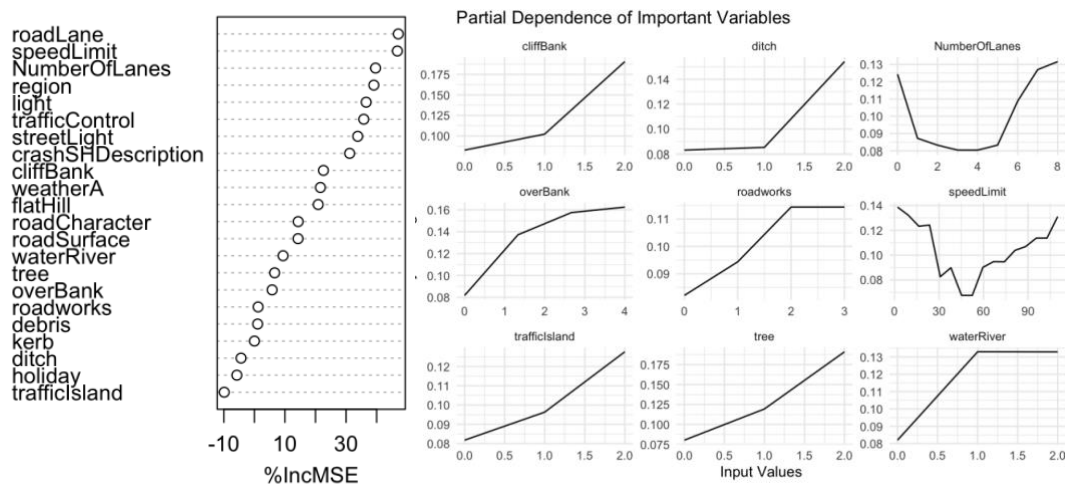 roadLane
speedLimit
NumberOfLanes
region
light
trafficControl
streetLight
crashSHDescription
cliffBank
weatherA
flatHill
roadCharacter
roadSurface
waterRiver
tree
overBank
roadworks
debris
kerb
ditch
holiday
trafficIsland
-10 10 30
%IncMSE
Partial Dependence of Important Variables
cliffBank
0.175
0.150
0.125
0.100
0.0 0.5 1.0 1.5 2.0
ditch
0.14
0.12
0.10
0.08
0.0 0.5 1.0 1.5 2.0
NumberOfLanes
0.13
0.12
0.11
0.10
0.09
0.08
0 2 4 6 8
overBank
0.16
0.14
0.12
0.10
0.08
0 1 2 3 4
roadworks
0.11
0.10
0.09
0 1 2 3
speedLimit
0.14
0.12
0.10
0.08
0 30 60 90
trafficIsland
0.12
0.11
0.10
0.09
0.08
0.0 0.5 1.0 1.5 2.0
tree
0.175
0.150
0.125
0.100
0.075
0.0 0.5 1.0 1.5 2.0
waterRiver
0.13
0.12
0.11
0.10
0.09
0.08
0.0 0.5 1.0 1.5 2.0
Input Values